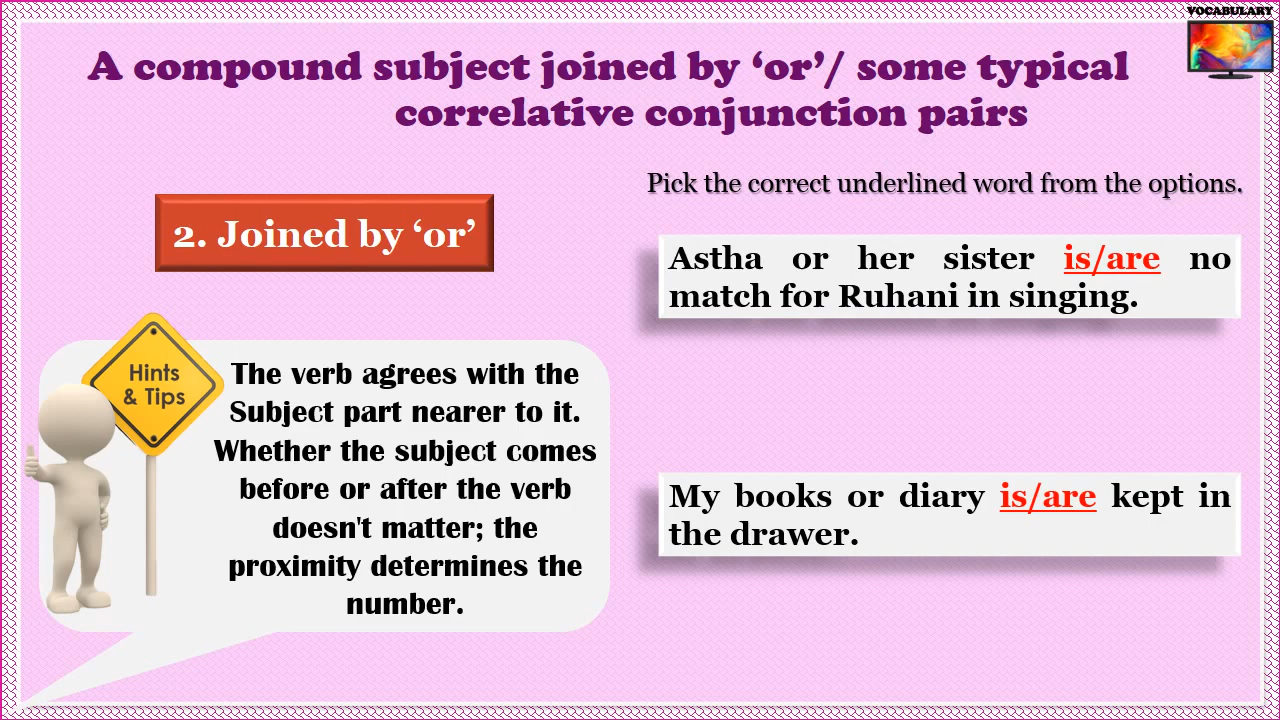 VOCABULARY
A compound subject joined by ‘or’/ some typical
correlative conjunction pairs
Pick the correct underlined word from the options.
2. Joined by ‘or’
Astha or her sister is/are no
match for Ruhani in singing.
Hints
& Tips
The verb agrees with the
Subject part nearer to it.
Whether the subject comes
before or after the verb
doesn't matter; the
proximity determines the
number.
My books or diary is/are kept in
the drawer.